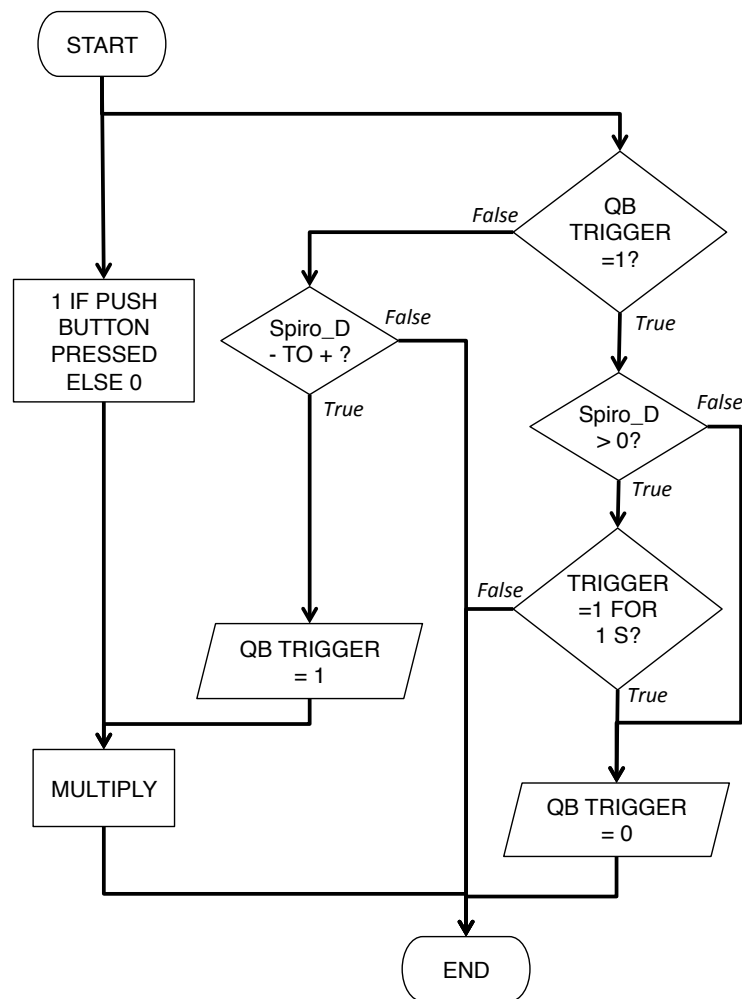 START
QB
TRIGGER
=1?
False
True
1 IF PUSH
BUTTON
PRESSED
ELSE 0
Spiro_D
- TO + ?
False
True
Spiro_D
> 0?
False
True
TRIGGER
=1 FOR
1 S?
False
True
QB TRIGGER
= 1
MULTIPLY
QB TRIGGER
= 0
END